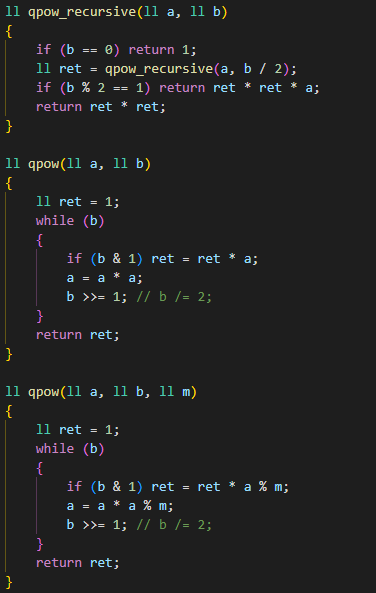 ll qpow_recursive(ll a, ll b)
{
    if (b == 0) return 1;
    ll ret = qpow_recursive(a, b / 2);
    if (b % 2 == 1) return ret * ret * a;
    return ret * ret;
}

ll qpow(ll a, ll b)
{
    ll ret = 1;
    while (b)
    {
        if (b & 1) ret = ret * a;
        a = a * a;
        b >>= 1; // b /= 2;
    }
    return ret;
}

ll qpow(ll a, ll b, ll m)
{
    ll ret = 1;
    while (b)
    {
        if (b & 1) ret = ret * a % m;
        a = a * a % m;
        b >>= 1; // b /= 2;
    }
    return ret;
}